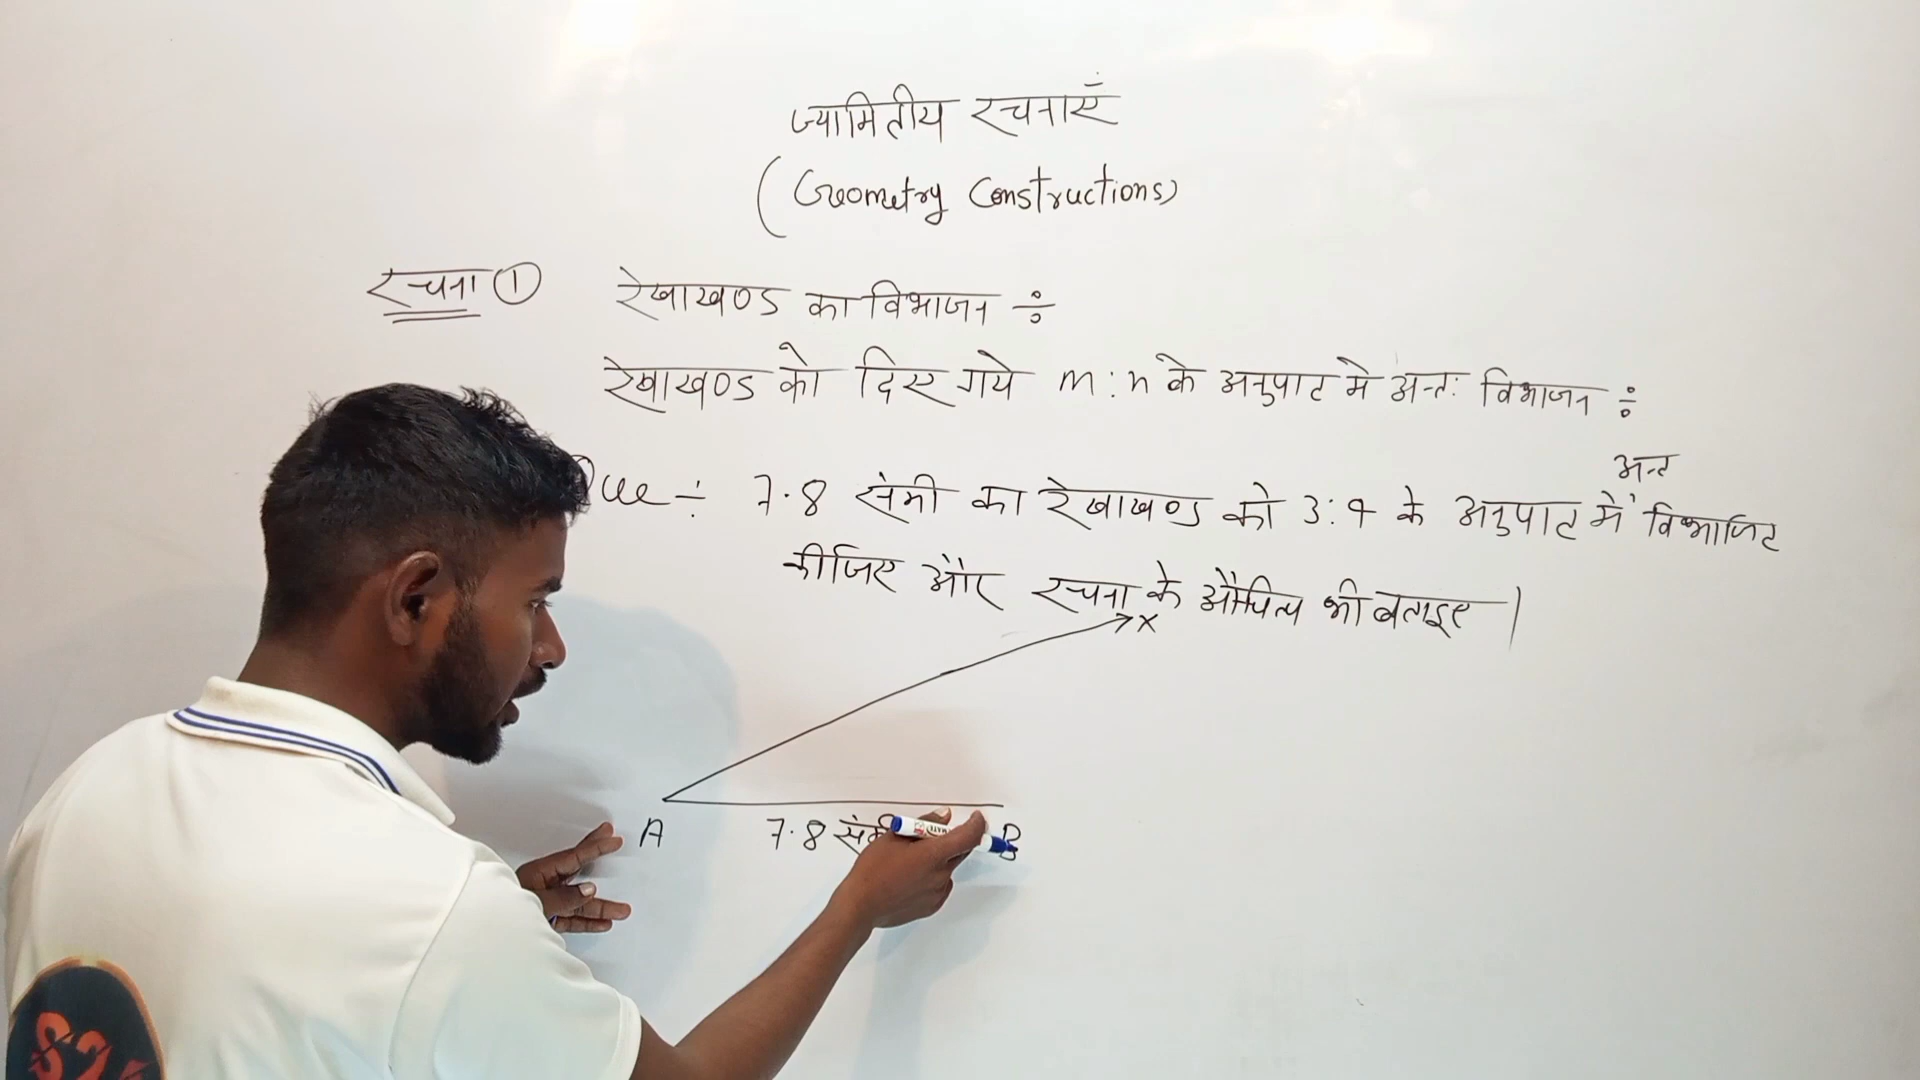 ज्यामितीय रचनाएँ
(Geometry Constructions)
रचना ① रेखाखण्ड का विभाजन ÷
रेखाखण्ड को दिए गये m:n के अनुपात मे अन्तः विभाजन ÷
अन्त
Que ÷ 7.8 सेमी का रेखाखण्ड को 3:4 के अनुपात में विभाजित
कीजिए और रचना के औचित्य भी बताइए।
X
A 7.8 B